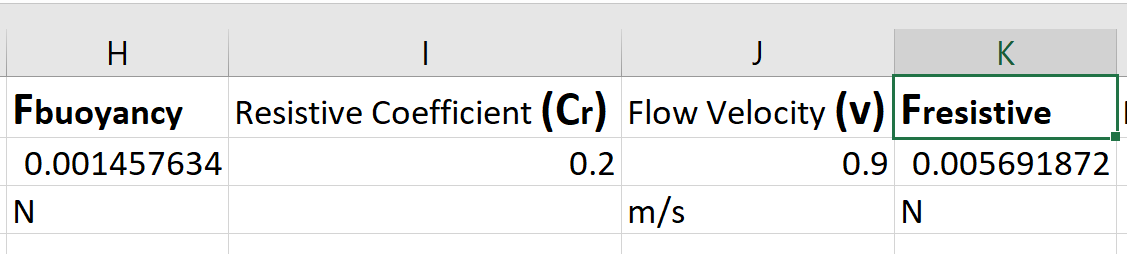 H I J K
Fbuoyancy Resistive Coefficient (Cr) Flow Velocity (v) Fresistive
0.001457634 0.2 0.9 0.005691872
N m/s N